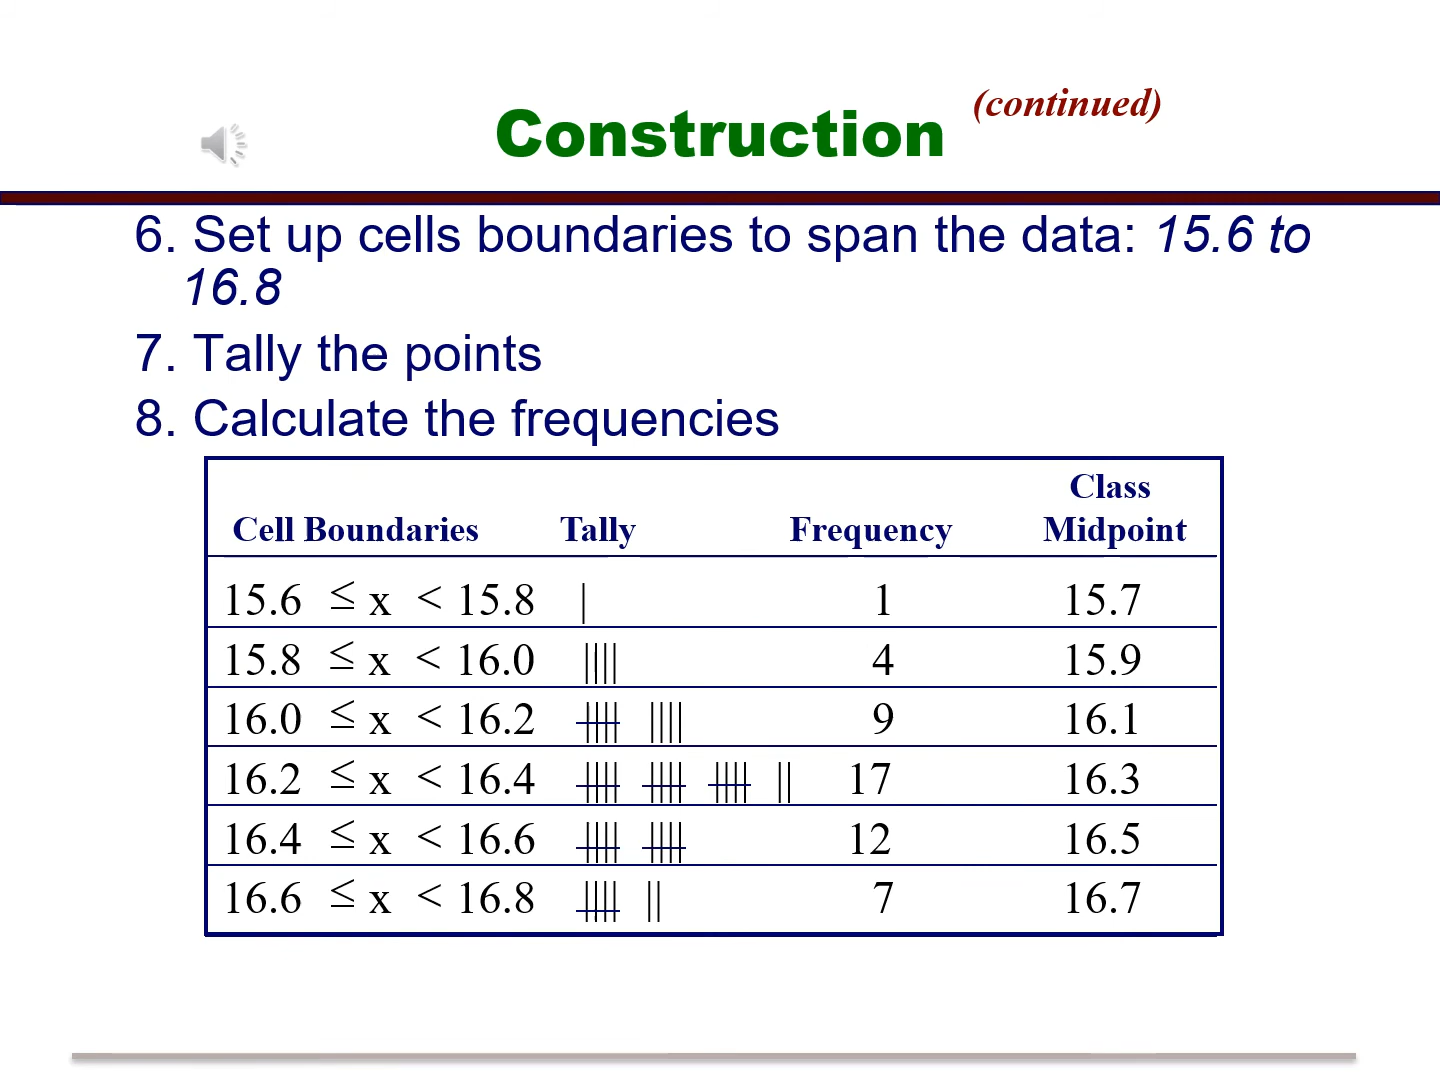 Construction (continued)
6. Set up cells boundaries to span the data: 15.6 to
16.8
7. Tally the points
8. Calculate the frequencies
Cell Boundaries Tally Frequency Class Midpoint
15.6 ≤ x < 15.8 | 1 15.7
15.8 ≤ x < 16.0 |||| 4 15.9
16.0 ≤ x < 16.2 |||| |||| 9 16.1
16.2 ≤ x < 16.4 |||| |||| |||| || 17 16.3
16.4 ≤ x < 16.6 |||| |||| 12 16.5
16.6 ≤ x < 16.8 |||| || 7 16.7